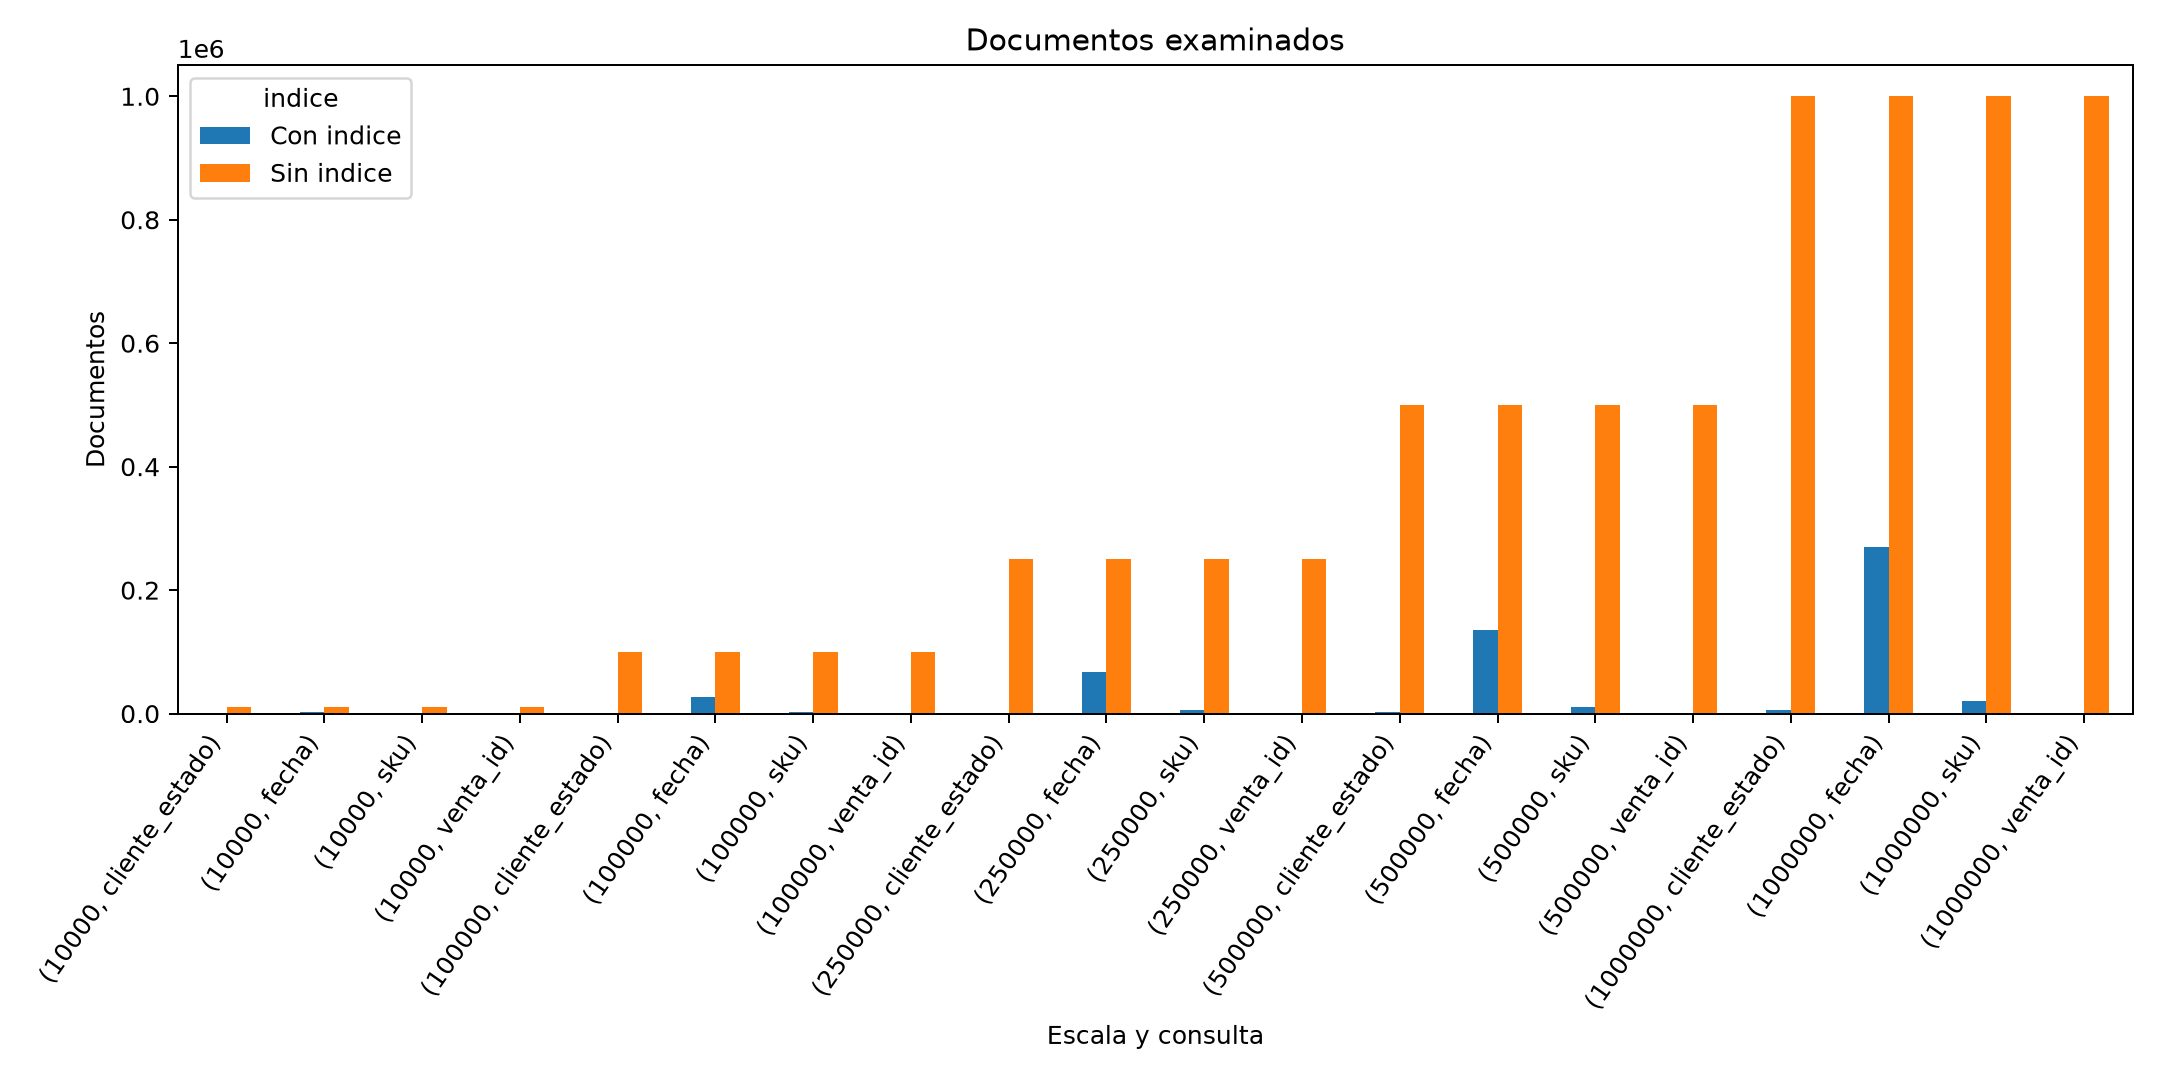 Documentos examinados
1e6
indice
Con indice
Sin indice
1.0
0.8
0.6
0.4
0.2
0.0
Documentos
(10000, cliente_estado)
(10000, fecha)
(10000, sku)
(10000, venta_id)
(100000, cliente_estado)
(100000, fecha)
(100000, sku)
(100000, venta_id)
(250000, cliente_estado)
(250000, fecha)
(250000, sku)
(250000, venta_id)
(500000, cliente_estado)
(500000, fecha)
(500000, sku)
(500000, venta_id)
(1000000, cliente_estado)
(1000000, fecha)
(1000000, sku)
(1000000, venta_id)
Escala y consulta